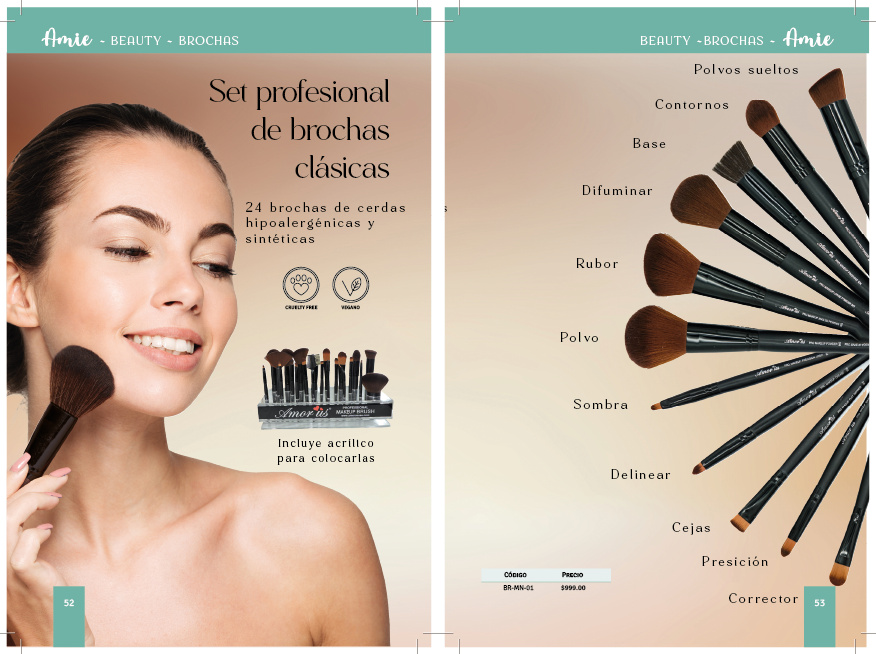 Amie ~ BEAUTY ~ BROCHAS
Set profesional
de brochas
clásicas
24 brochas de cerdas
hipoalergénicas y
sintéticas
CRUELTY FREE
VEGANO
Amor us
PROFESSIONAL
MAKEUP BRUSH
Incluye acrílico
para colocarlas
52
BEAUTY ~BROCHAS ~ Amie
s
Polvos sueltos
Contornos
Base
Difuminar
Rubor
Polvo
Sombra
Delinear
Cejas
Presición
Corrector
CÓDIGO PRECIO
BR-MN-01 $999.00
53